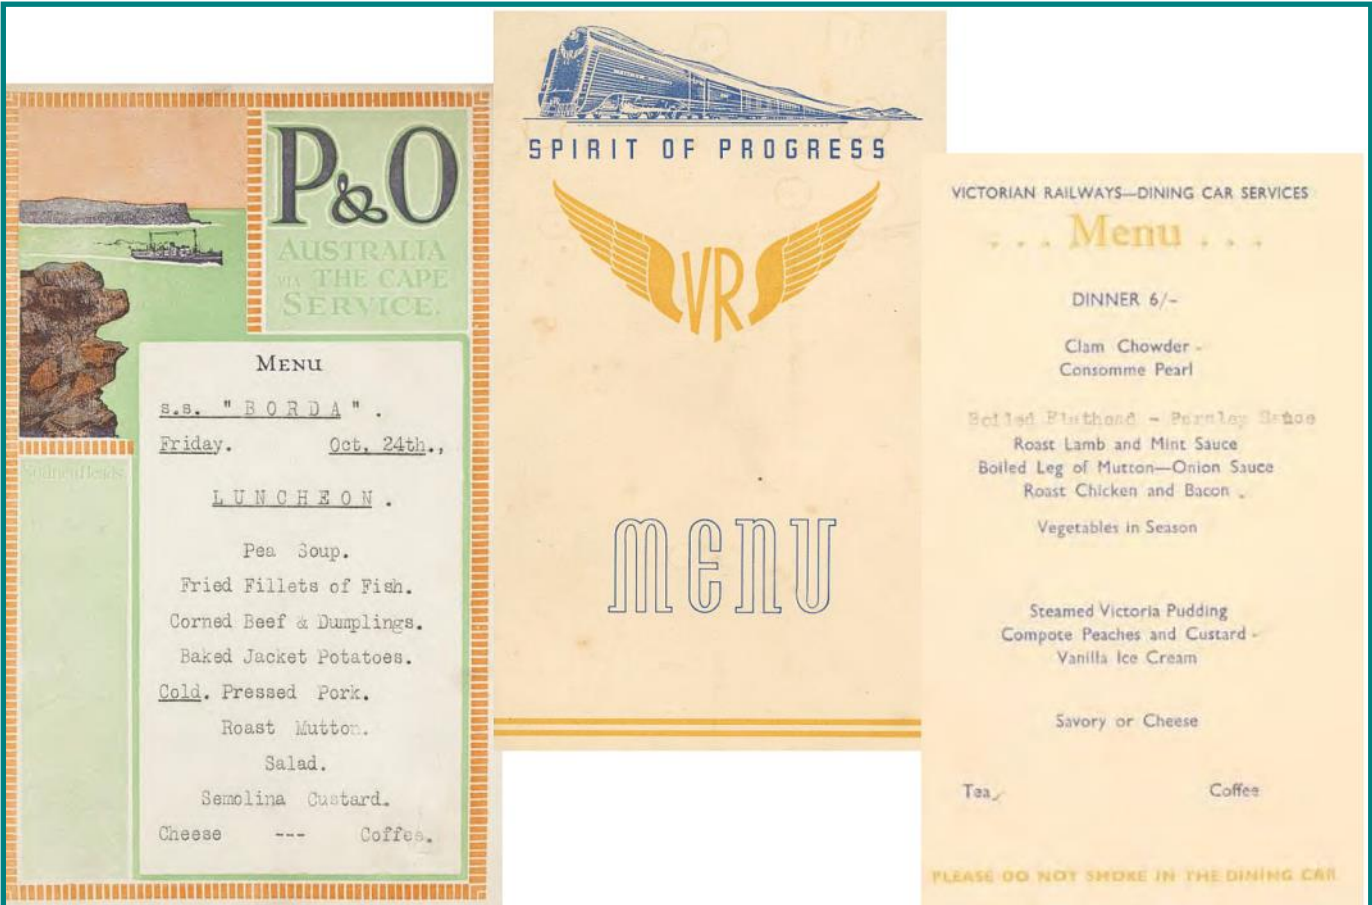 P&O
AUSTRALIA
VIA THE CAPE
SERVICE.
MENU
s.s. "BORDA".
Friday. Oct. 24th.,
LUNCHEON.
Pea Soup.
Fried Fillets of Fish.
Corned Beef & Dumplings.
Baked Jacket Potatoes.
Cold. Pressed Pork.
Roast Mutton.
Salad.
Semolina Custard.
Cheese --- Coffee.
SPIRIT OF PROGRESS
VR
MENU
VICTORIAN RAILWAYS—DINING CAR SERVICES
. . . Menu . . .
DINNER 6/-
Clam Chowder -
Consomme Pearl
Boiled Flathead - Parsley Sauce
Roast Lamb and Mint Sauce
Boiled Leg of Mutton—Onion Sauce
Roast Chicken and Bacon
Vegetables in Season
Steamed Victoria Pudding
Compote Peaches and Custard -
Vanilla Ice Cream
Savory or Cheese
Tea Coffee
PLEASE DO NOT SMOKE IN THE DINING CAR